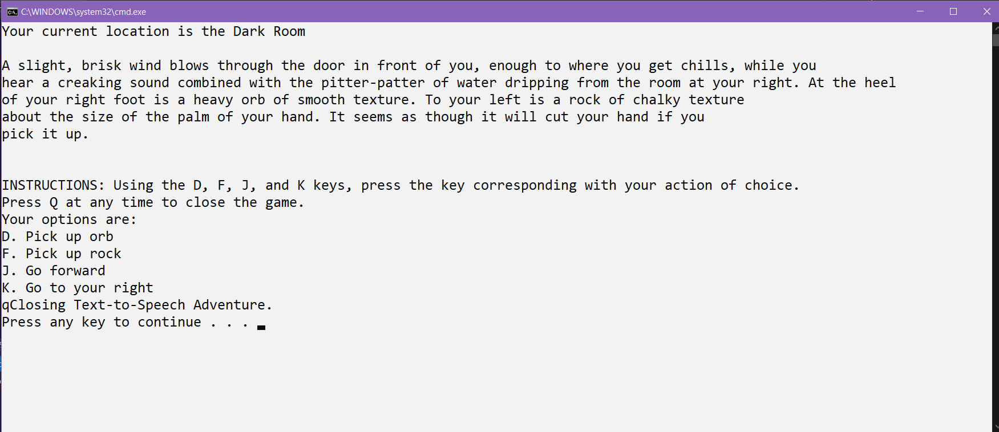 C:\WINDOWS\system32\cmd.exe
Your current location is the Dark Room
A slight, brisk wind blows through the door in front of you, enough to where you get chills, while you
hear a creaking sound combined with the pitter-patter of water dripping from the room at your right. At the heel
of your right foot is a heavy orb of smooth texture. To your left is a rock of chalky texture
about the size of the palm of your hand. It seems as though it will cut your hand if you
pick it up.
INSTRUCTIONS: Using the D, F, J, and K keys, press the key corresponding with your action of choice.
Press Q at any time to close the game.
Your options are:
D. Pick up orb
F. Pick up rock
J. Go forward
K. Go to your right
qClosing Text-to-Speech Adventure.
Press any key to continue . . .